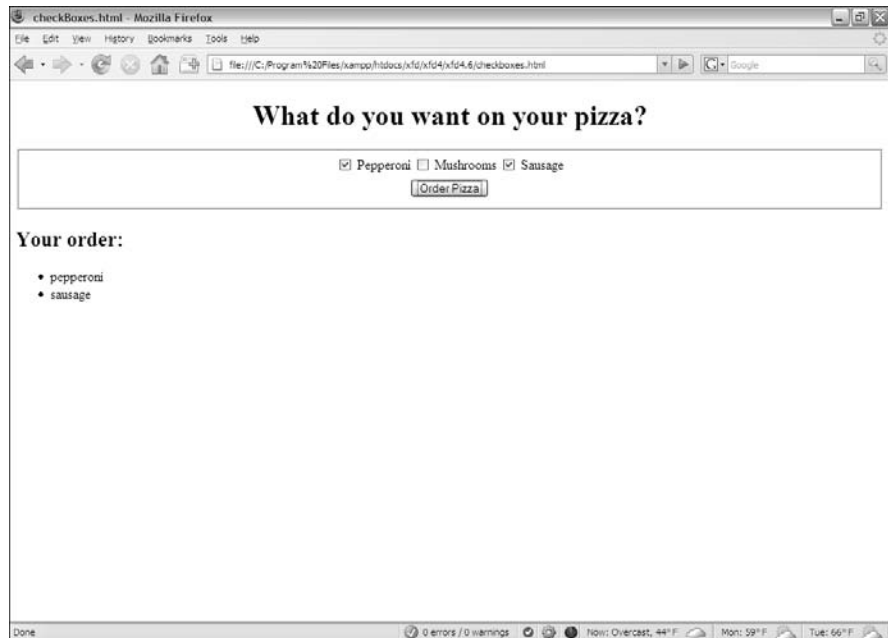 checkBoxes.html - Mozilla Firefox
File Edit View History Bookmarks Tools Help
file:///C:/Program%20Files/xampp/htdocs/xfd/xfd4/xfd4.6/checkboxes.html
G Google
What do you want on your pizza?
Pepperoni Mushrooms Sausage
Order Pizza
Your order:
• pepperoni
• sausage
Done 0 errors / 0 warnings Now: Overcast, 44° F Mon: 59° F Tue: 66° F